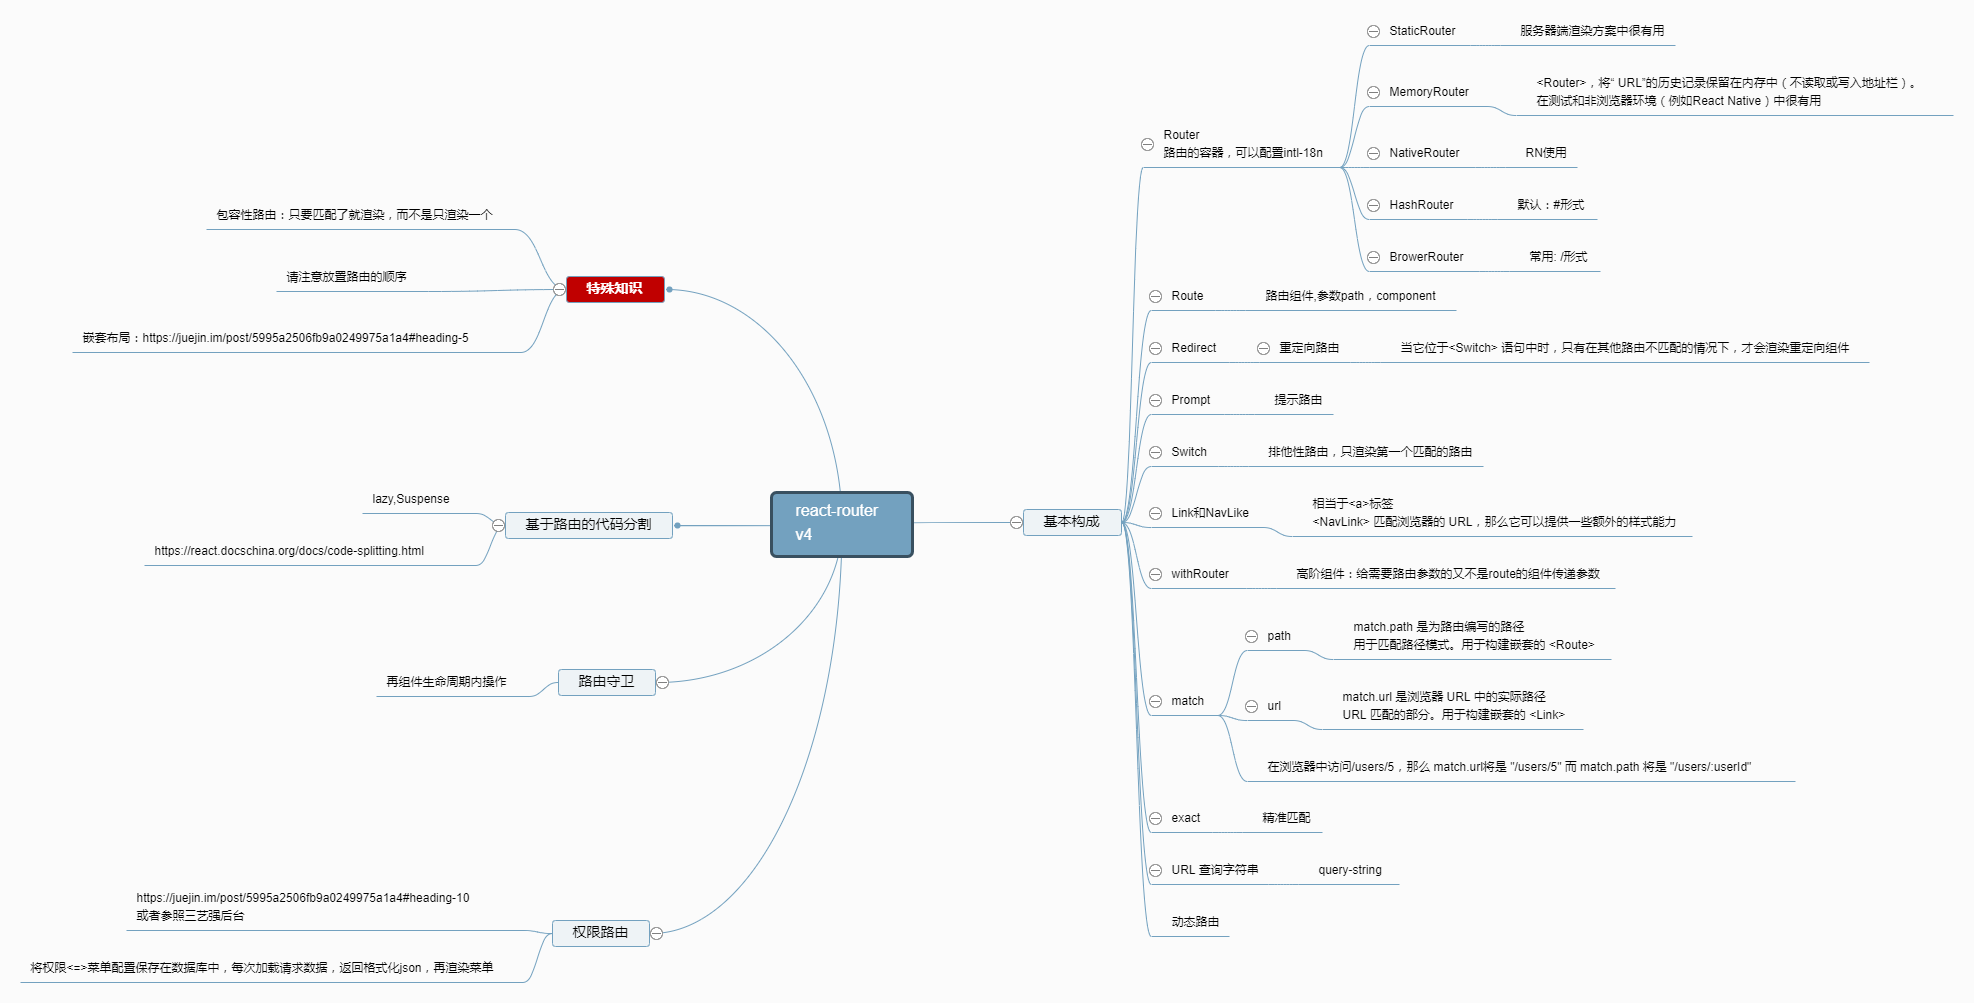 react-router
v4
特殊知识
包容性路由：只要匹配了就渲染，而不是只渲染一个
请注意放置路由的顺序
嵌套布局：https://juejin.im/post/5995a2506fb9a0249975a1a4#heading-5
基于路由的代码分割
lazy,Suspense
https://react.docschina.org/docs/code-splitting.html
路由守卫
再组件生命周期内操作
权限路由
https://juejin.im/post/5995a2506fb9a0249975a1a4#heading-10
或者参照三艺强后台
将权限<=>菜单配置保存在数据库中，每次加载请求数据，返回格式化json，再渲染菜单
基本构成
Router
路由的容器，可以配置intl-18n
StaticRouter
服务器端渲染方案中很有用
MemoryRouter
<Router>，将“ URL”的历史记录保留在内存中（不读取或写入地址栏）。
在测试和非浏览器环境（例如React Native）中很有用
NativeRouter
RN使用
HashRouter
默认：#形式
BrowerRouter
常用: /形式
Route
路由组件,参数path，component
Redirect
重定向路由
当它位于<Switch> 语句中时，只有在其他路由不匹配的情况下，才会渲染重定向组件
Prompt
提示路由
Switch
排他性路由，只渲染第一个匹配的路由
Link和NavLike
相当于<a>标签
<NavLink> 匹配浏览器的 URL，那么它可以提供一些额外的样式能力
withRouter
高阶组件：给需要路由参数的又不是route的组件传递参数
match
path
match.path 是为路由编写的路径
用于匹配路径模式。用于构建嵌套的 <Route>
url
match.url 是浏览器 URL 中的实际路径
URL 匹配的部分。用于构建嵌套的 <Link>
在浏览器中访问/users/5，那么 match.url将是 "/users/5" 而 match.path 将是 "/users/:userId"
exact
精准匹配
URL 查询字符串
query-string
动态路由